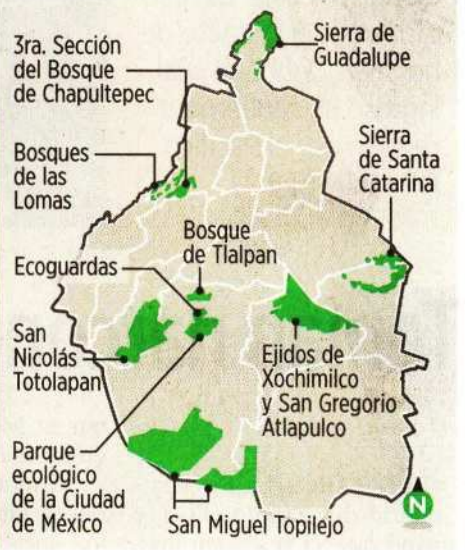 3ra. Sección
del Bosque
de Chapultepec
Sierra de
Guadalupe
Bosques
de las
Lomas
Sierra
de Santa
Catarina
Bosque
de Tlalpan
Ecoguardas
San
Nicolás
Totolapan
Ejidos de
Xochimilco
y San Gregorio
Atlapulco
Parque
ecológico
de la Ciudad
de México
San Miguel Topilejo
N